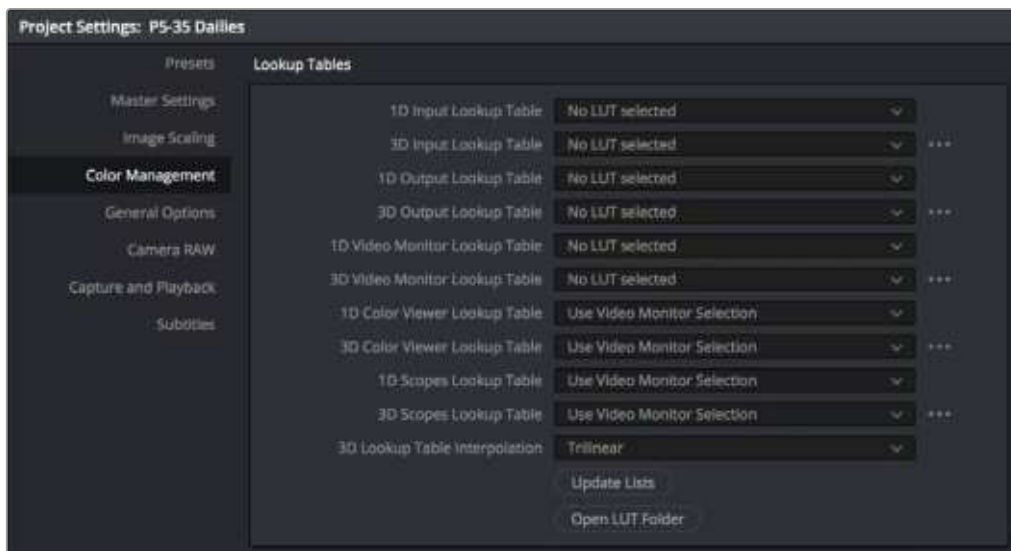 Project Settings: P5-35 Dailies
Presets
Master Settings
Image Scaling
Color Management
General Options
Camera RAW
Capture and Playback
Subtitles
Lookup Tables
1D Input Lookup Table No LUT selected
3D Input Lookup Table No LUT selected
1D Output Lookup Table No LUT selected
3D Output Lookup Table No LUT selected
1D Video Monitor Lookup Table No LUT selected
3D Video Monitor Lookup Table No LUT selected
1D Color Viewer Lookup Table Use Video Monitor Selection
3D Color Viewer Lookup Table Use Video Monitor Selection
1D Scopes Lookup Table Use Video Monitor Selection
3D Scopes Lookup Table Use Video Monitor Selection
3D Lookup Table Interpolation Trilinear
Update Lists
Open LUT Folder